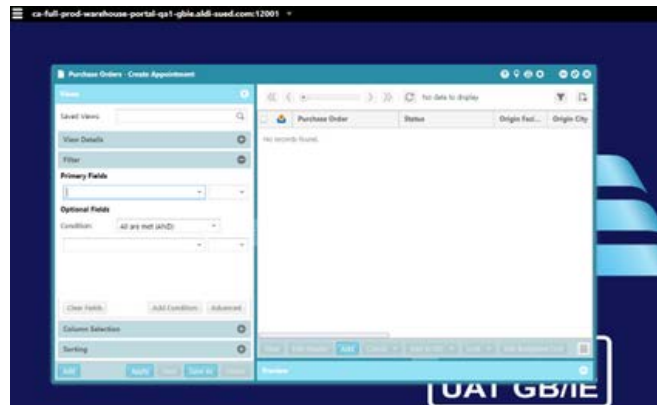 ca-full-prod-warehouse-portal-qa1-gbie.aldi-sued.com:12001
Purchase Orders - Create Appointment
Views
Saved Views:
View Details
Filter
Primary Fields
Optional Fields
Condition: All are met (AND)
Clear Fields Add Condition Advanced
Column Selection
Sorting
Add Apply Save Save As
No data to display
Purchase Order Status Origin Faci... Origin City
No records found.
Add
Preview
UAT GB/IE